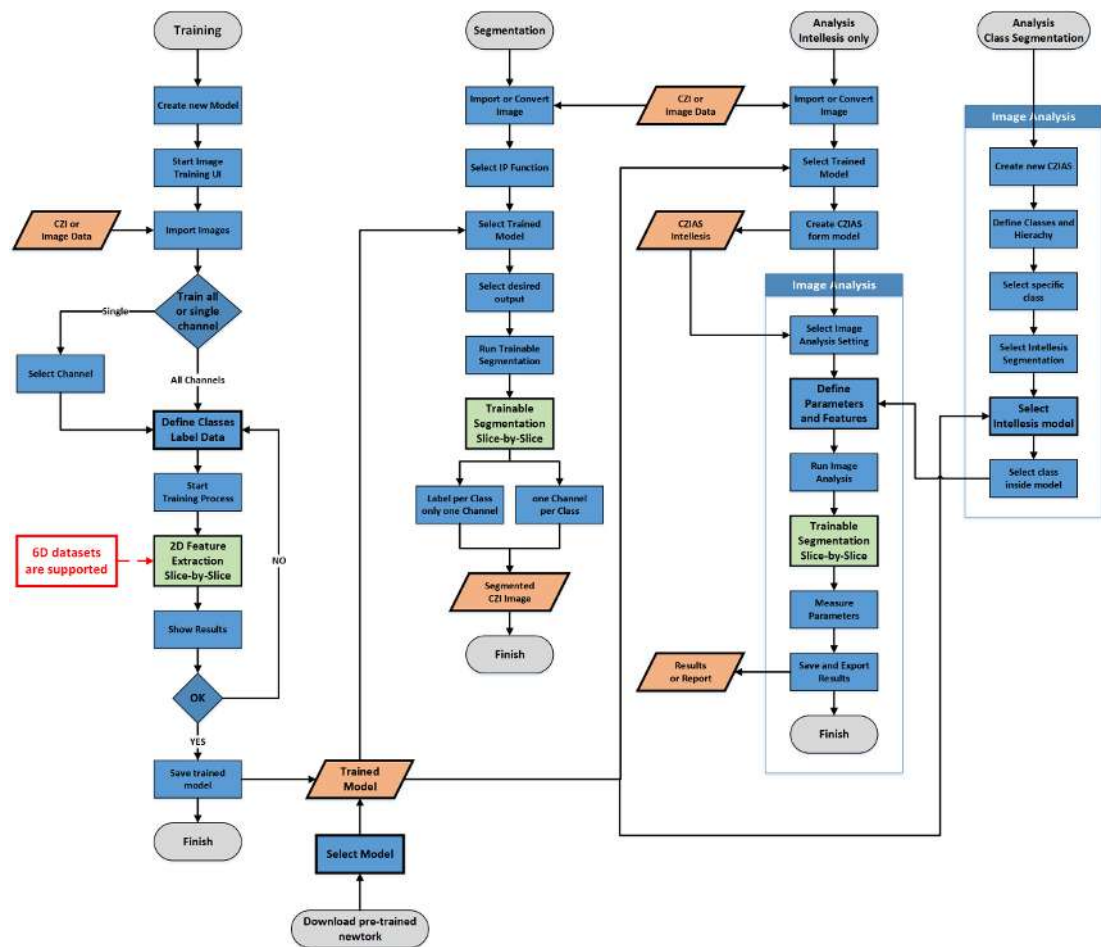 Training
Create new Model
Start Image
Training UI
CZI or
Image Data
Import Images
Train all
or single
channel
Single
Select Channel
All Channels
Define Classes
Label Data
Start
Training Process
6D datasets
are supported
2D Feature
Extraction
Slice-by-Slice
NO
Show Results
OK
YES
Save trained
model
Finish
Trained
Model
Select Model
Download pre-trained
newtork
Segmentation
Import or Convert
Image
CZI or
Image Data
Select IP Function
Select Trained
Model
Select desired
output
Run Trainable
Segmentation
Trainable
Segmentation
Slice-by-Slice
Label per Class
only one Channel
one Channel
per Class
Segmented
CZI Image
Finish
Analysis
Intellesis only
Import or Convert
Image
Select Trained
Model
CZIAS
Intellesis
Create CZIAS
form model
Image Analysis
Select Image
Analysis Setting
Define
Parameters
and Features
Run Image
Analysis
Trainable
Segmentation
Slice-by-Slice
Measure
Parameters
Results
or Report
Save and Export
Results
Finish
Analysis
Class Segmentation
Image Analysis
Create new CZIAS
Define Classes and
Hierachy
Select specific
class
Select Intellesis
Segmentation
Select
Intellesis model
Select class
inside model